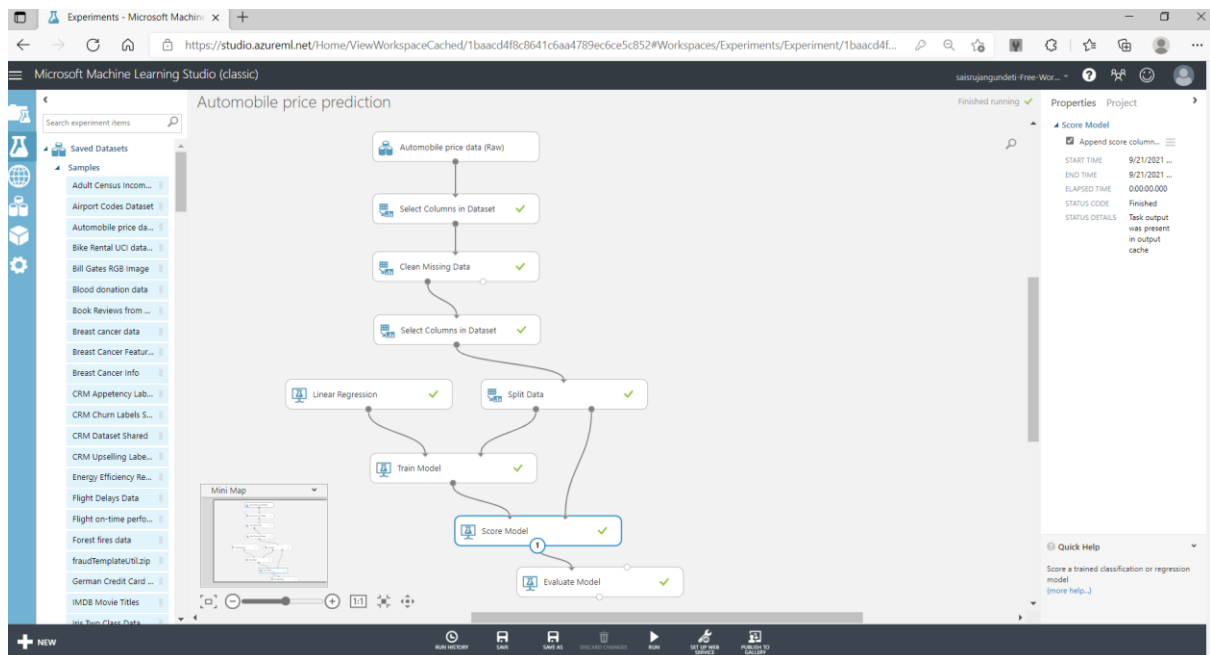 Experiments - Microsoft Machine
https://studio.azureml.net/Home/ViewWorkspaceCached/1baacd4f8c8641c6aa4789ec6ce5c852#Workspaces/Experiments/Experiment/1baacd4f...
Microsoft Machine Learning Studio (classic)
saisrujangundeti-Free-Wor...
Search experiment items
Saved Datasets
Samples
Adult Census Incom...
Airport Codes Dataset
Automobile price da...
Bike Rental UCI data...
Bill Gates RGB Image
Blood donation data
Book Reviews from ...
Breast cancer data
Breast Cancer Featur...
Breast Cancer Info
CRM Appetency Lab...
CRM Churn Labels S...
CRM Dataset Shared
CRM Upselling Labe...
Energy Efficiency Re...
Flight Delays Data
Flight on-time perfo...
Forest fires data
fraudTemplateUtil.zip
German Credit Card ...
IMDB Movie Titles
Iris Two Class Data
Automobile price prediction
Finished running
Automobile price data (Raw)
Select Columns in Dataset
Clean Missing Data
Select Columns in Dataset
Linear Regression
Split Data
Train Model
Score Model
1
Evaluate Model
Mini Map
1:1
Properties Project
Score Model
Append score column...
START TIME 9/21/2021 ...
END TIME 9/21/2021 ...
ELAPSED TIME 0:00:00.000
STATUS CODE Finished
STATUS DETAILS Task output
was present
in output
cache
Quick Help
Score a trained classification or regression
model
(more help...)
NEW
RUN HISTORY
SAVE
SAVE AS
DISCARD CHANGES
RUN
SET UP WEB
SERVICE
PUBLISH TO
GALLERY